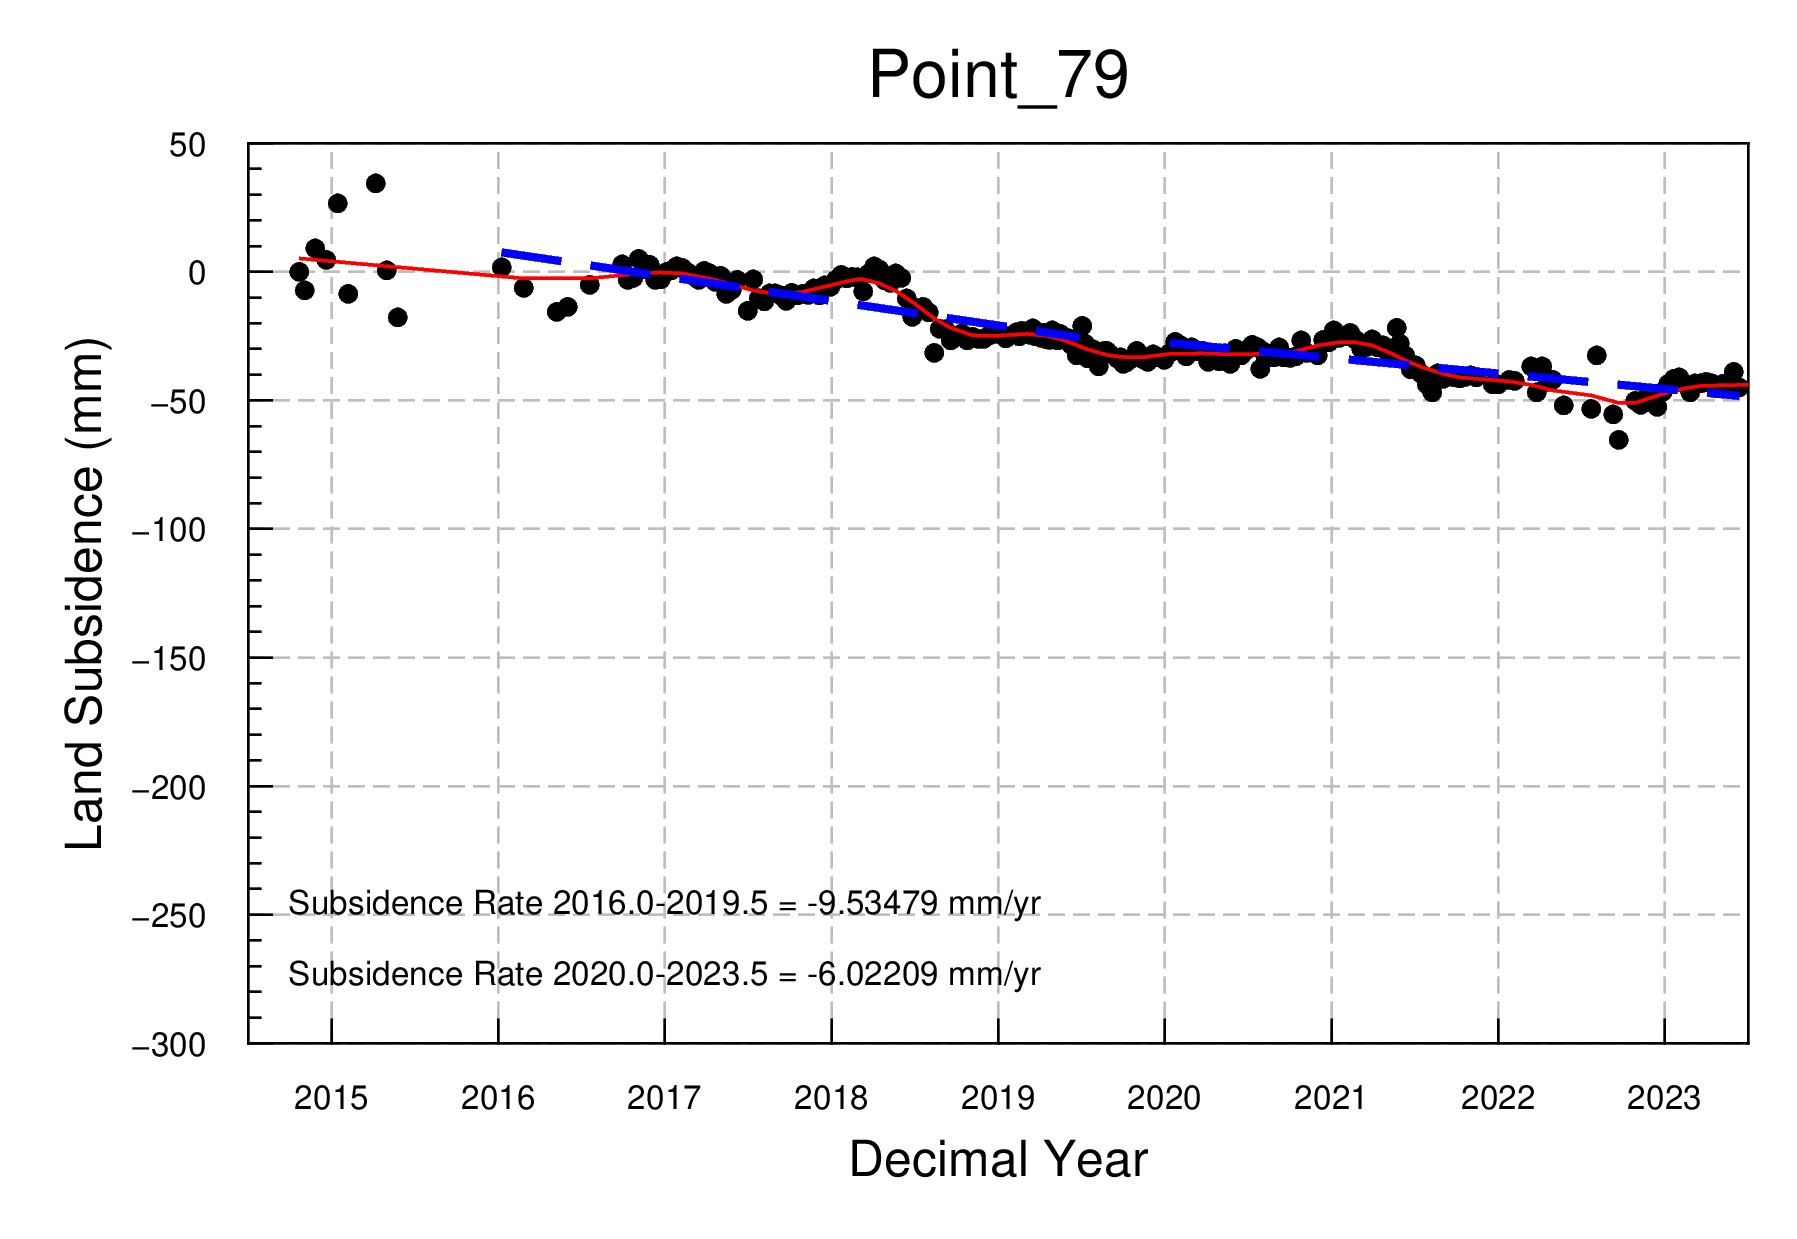 Point_79
50
0
−50
−100
−150
−200
−250
−300
Land Subsidence (mm)
Subsidence Rate 2016.0-2019.5 = -9.53479 mm/yr
Subsidence Rate 2020.0-2023.5 = -6.02209 mm/yr
2015 2016 2017 2018 2019 2020 2021 2022 2023
Decimal Year